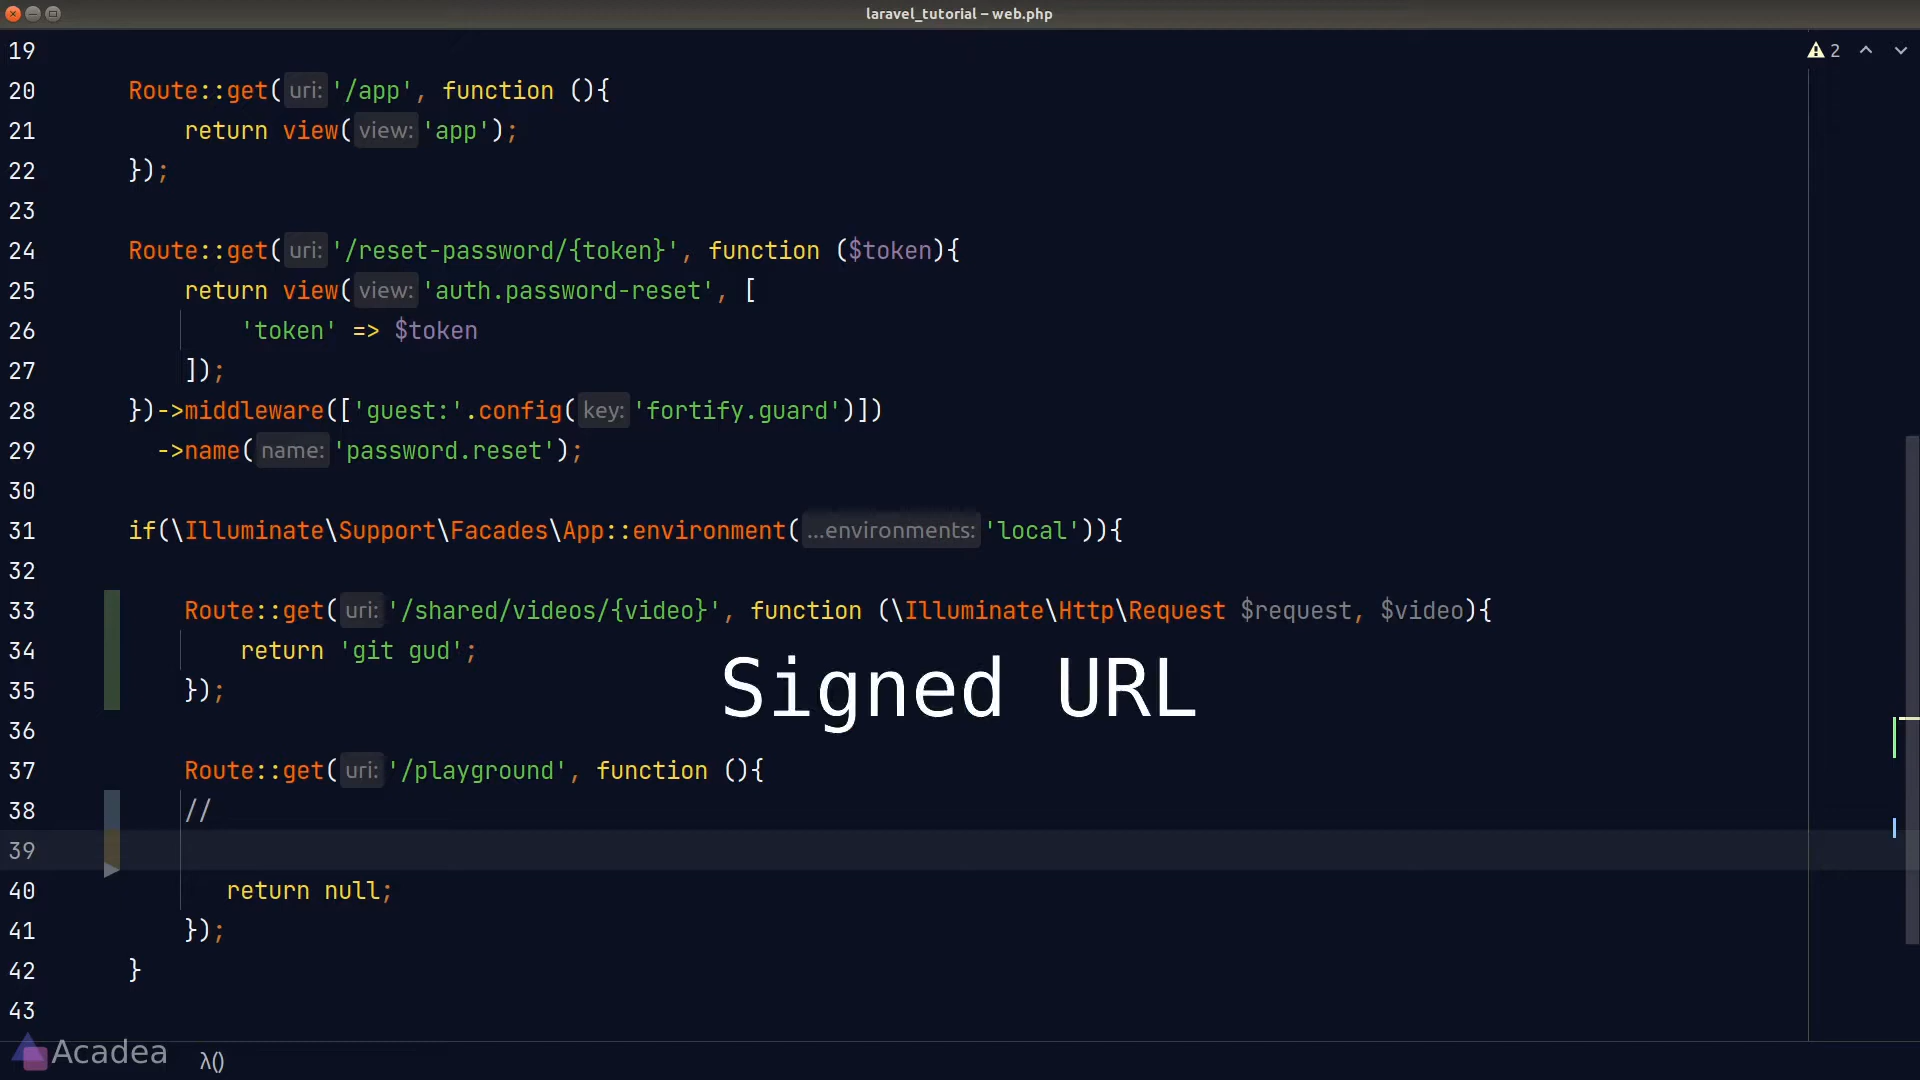 laravel_tutorial – web.php
2
19
20 Route::get( uri: '/app', function (){
21 return view( view: 'app');
22 });
23
24 Route::get( uri: '/reset-password/{token}', function ($token){
25 return view( view: 'auth.password-reset', [
26 'token' => $token
27 ]);
28 })->middleware(['guest:'.config( key: 'fortify.guard')])
29 ->name( name: 'password.reset');
30
31 if(\Illuminate\Support\Facades\App::environment( ...environments: 'local')){
32
33 Route::get( uri: '/shared/videos/{video}', function (\Illuminate\Http\Request $request, $video){
34 return 'git gud';
35 });
Signed URL
36
37 Route::get( uri: '/playground', function (){
38 //
39
40 return null;
41 });
42 }
43
Acadea
λ()